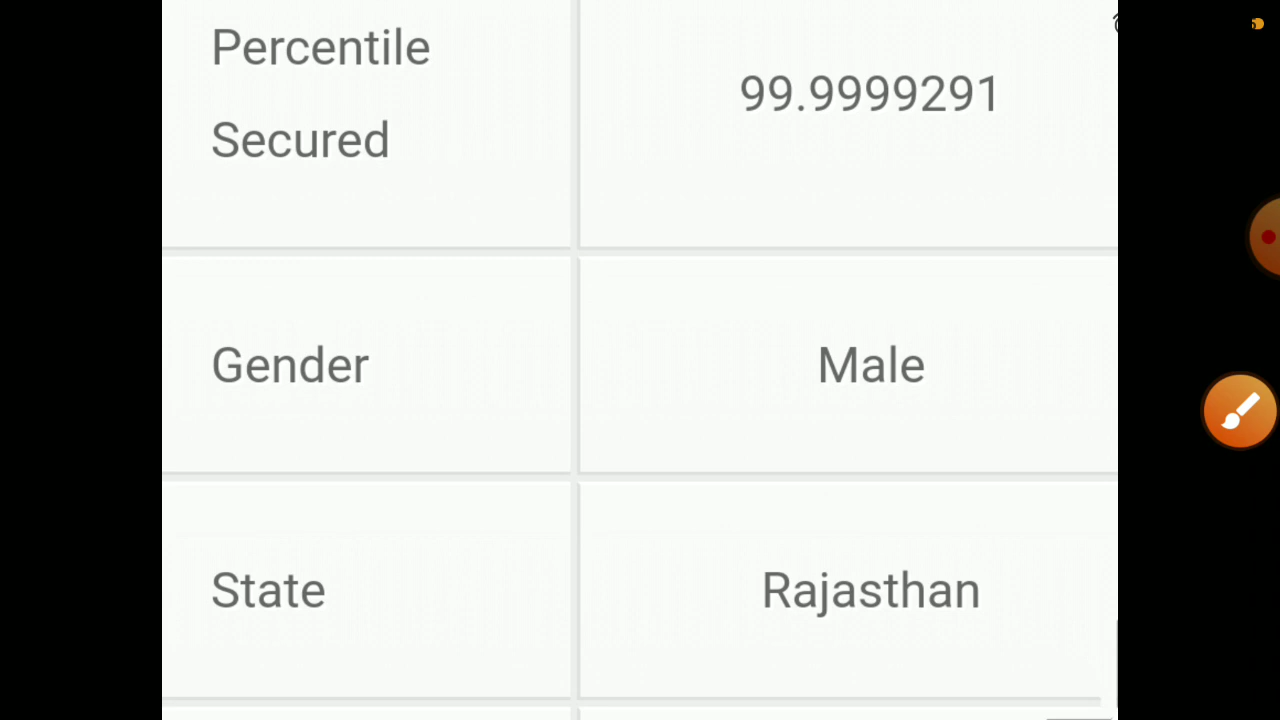 Percentile
Secured
99.9999291
Gender
Male
State
Rajasthan